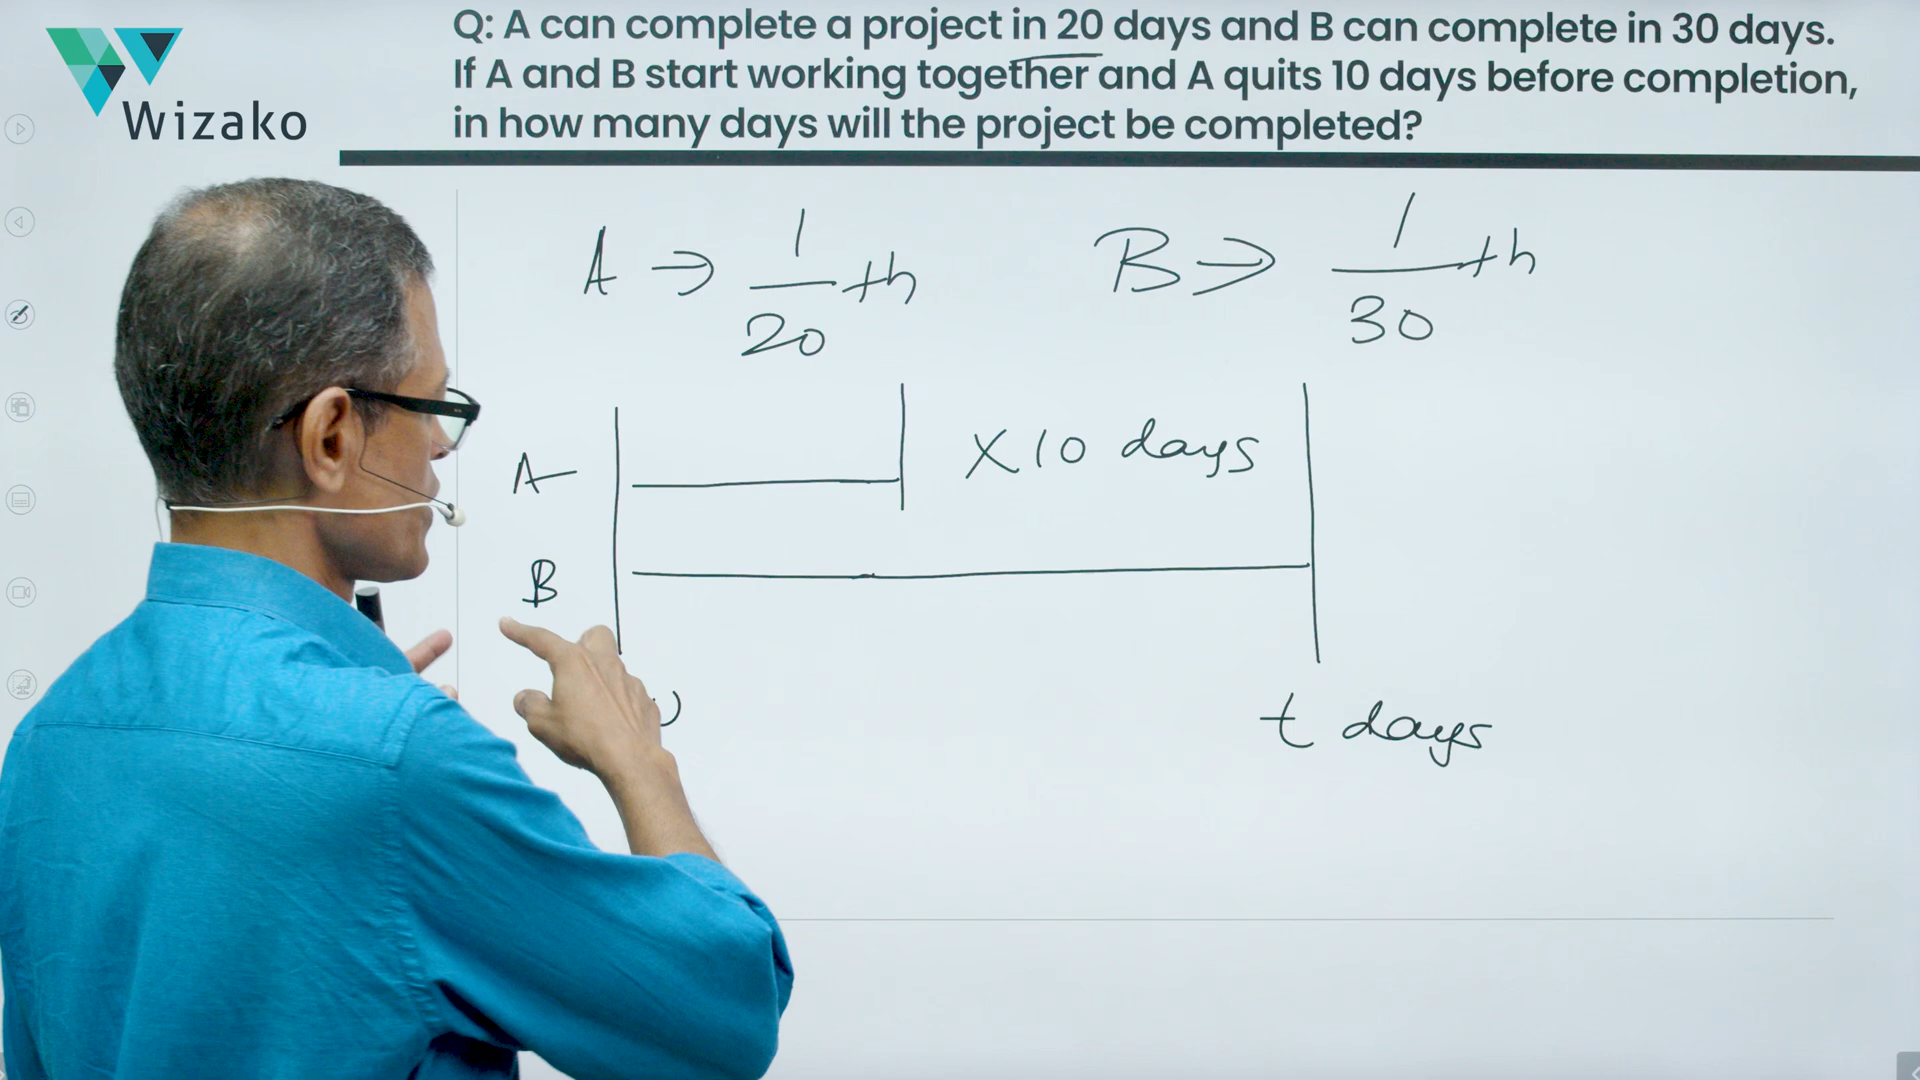 Q: A can complete a project in 20 days and B can complete in 30 days.
If A and B start working together and A quits 10 days before completion,
in how many days will the project be completed?
Wizako
A → 1/20 th
B → 1/30 th
A
X 10 days
B
t days